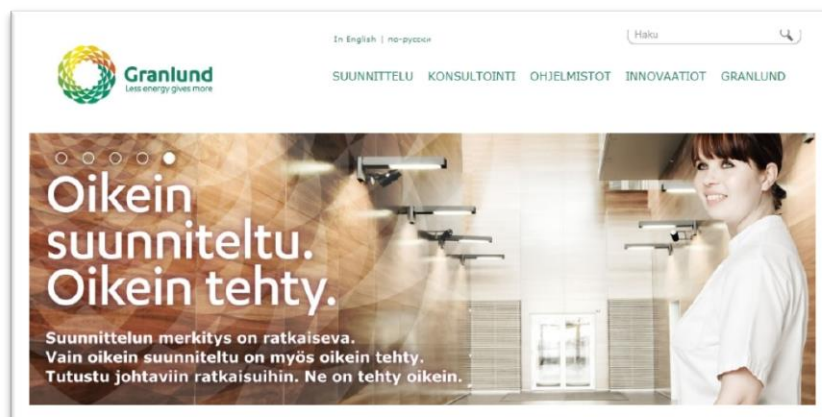 In English | по-русски
Haku
Granlund
Less energy gives more
SUUNNITTELU KONSULTOINTI OHJELMISTOT INNOVAATIOT GRANLUND
Oikein
suunniteltu.
Oikein tehty.
Suunnittelun merkitys on ratkaiseva.
Vain oikein suunniteltu on myös oikein tehty.
Tutustu johtaviin ratkaisuihin. Ne on tehty oikein.